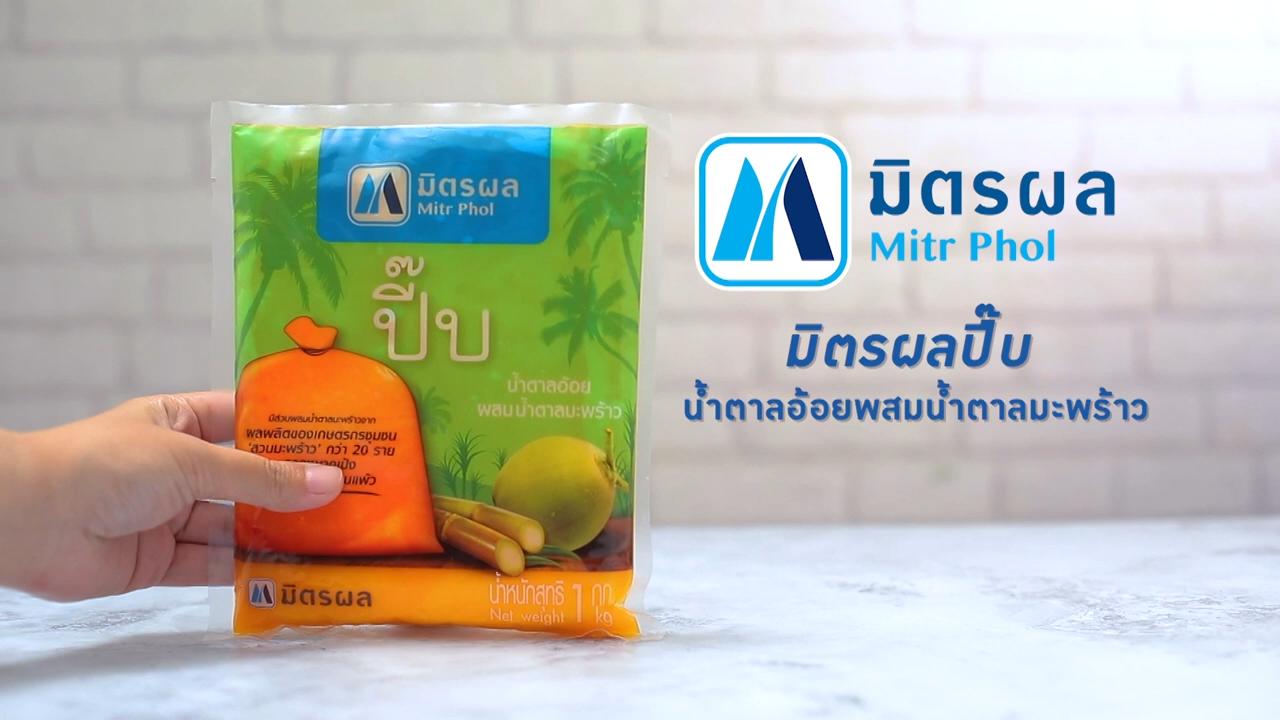 มิตรผล
Mitr Phol
ปี๊บ
น้ำตาลอ้อย
ผสมน้ำตาลมะพร้าว
มีส่วนผสมน้ำตาลมะพร้าวจาก
ผลผลิตของเกษตรกรชุมชน
'สวนมะพร้าว' กว่า 20 ราย
มิตรผล
น้ำหนักสุทธิ 1 กก.
Net weight kg
มิตรผล
Mitr Phol
มิตรผลปี๊บ
น้ำตาลอ้อยผสมน้ำตาลมะพร้าว